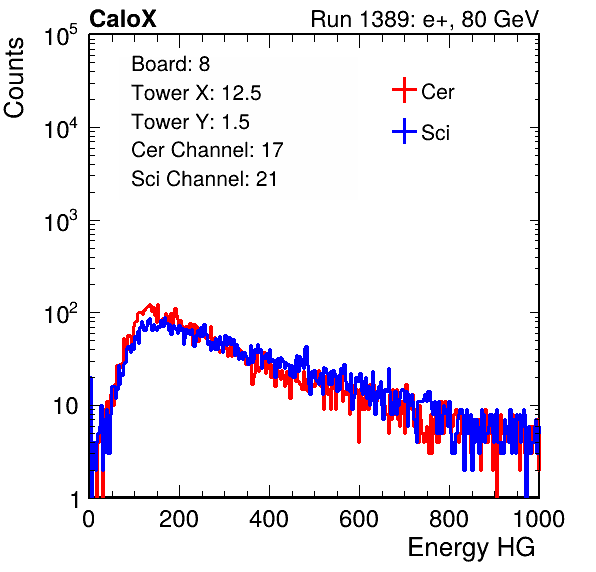 CaloX Run 1389: e+, 80 GeV
Counts
Board: 8
Tower X: 12.5
Tower Y: 1.5
Cer Channel: 17
Sci Channel: 21
Cer
Sci
10^5
10^4
10^3
10^2
10
1
0 200 400 600 800 1000
Energy HG